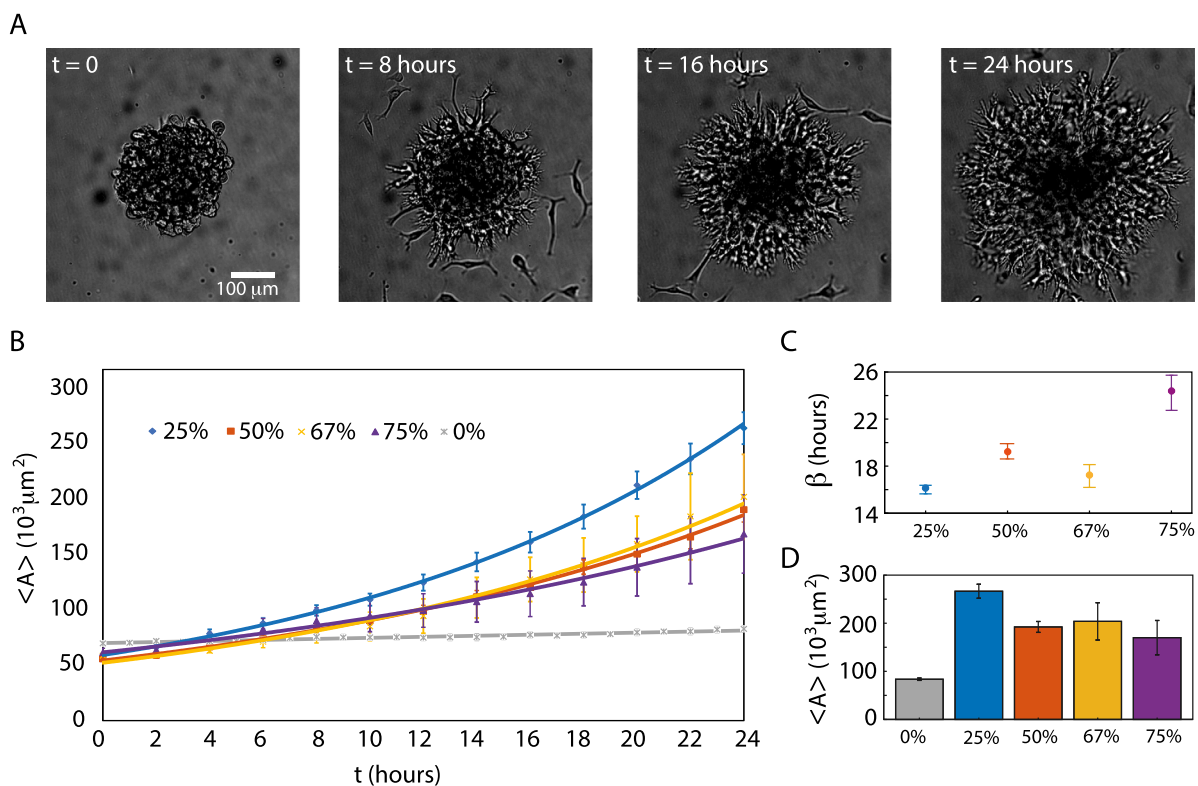 A
t = 0
t = 8 hours
t = 16 hours
t = 24 hours
100 μm
B
<A> (10³μm²)
300
250
200
150
100
50
0
25%
50%
67%
75%
0%
0 2 4 6 8 10 12 14 16 18 20 22 24
t (hours)
C
β (hours)
26
22
18
14
25% 50% 67% 75%
D
<A> (10³μm²)
300
200
100
0
0% 25% 50% 67% 75%